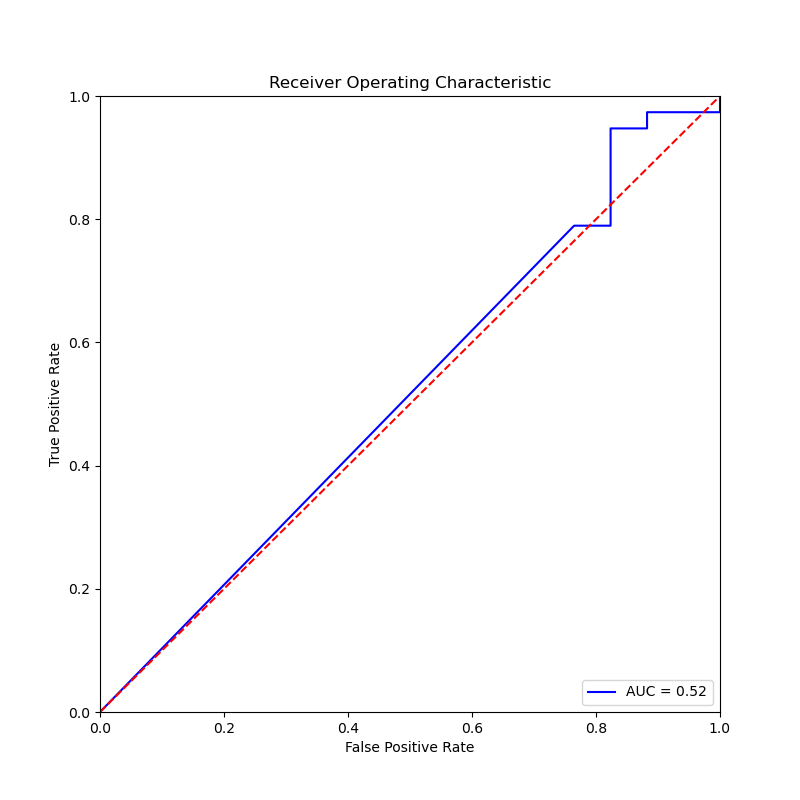 Receiver Operating Characteristic
1.0
0.8
0.6
0.4
0.2
0.0
True Positive Rate
AUC = 0.52
0.0 0.2 0.4 0.6 0.8 1.0
False Positive Rate